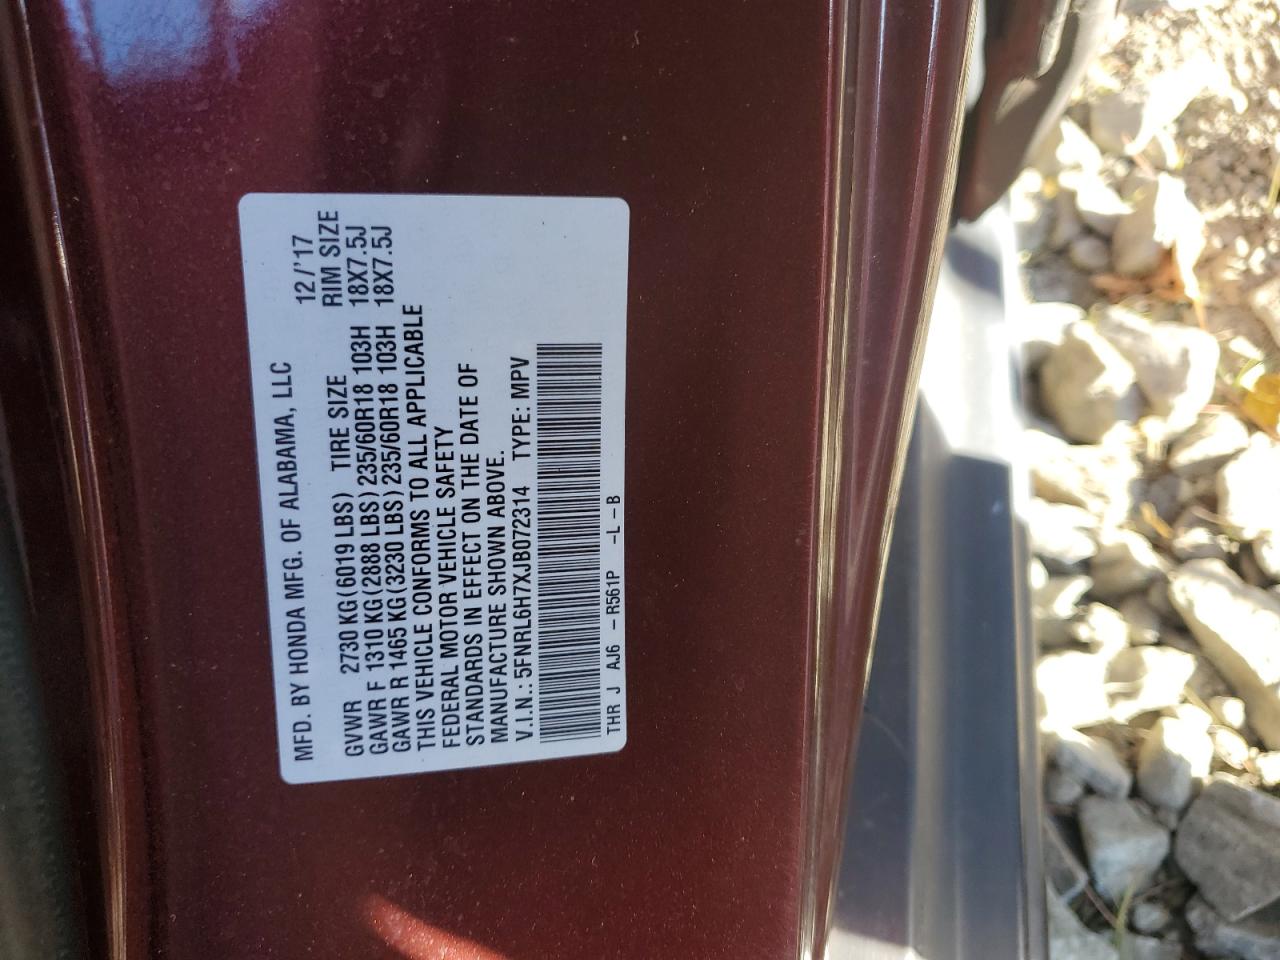 MFD. BY HONDA MFG. OF ALABAMA, LLC 12/'17
GVWR 2730 KG(6019 LBS) TIRE SIZE RIM SIZE
GAWR F 1310 KG(2888 LBS)235/60R18 103H 18X7.5J
GAWR R 1465 KG(3230 LBS)235/60R18 103H 18X7.5J
THIS VEHICLE CONFORMS TO ALL APPLICABLE
FEDERAL MOTOR VEHICLE SAFETY
STANDARDS IN EFFECT ON THE DATE OF
MANUFACTURE SHOWN ABOVE.
V.I.N.:5FNRL6H7XJB072314 TYPE: MPV
THR J AJ6 -R561P -L-B